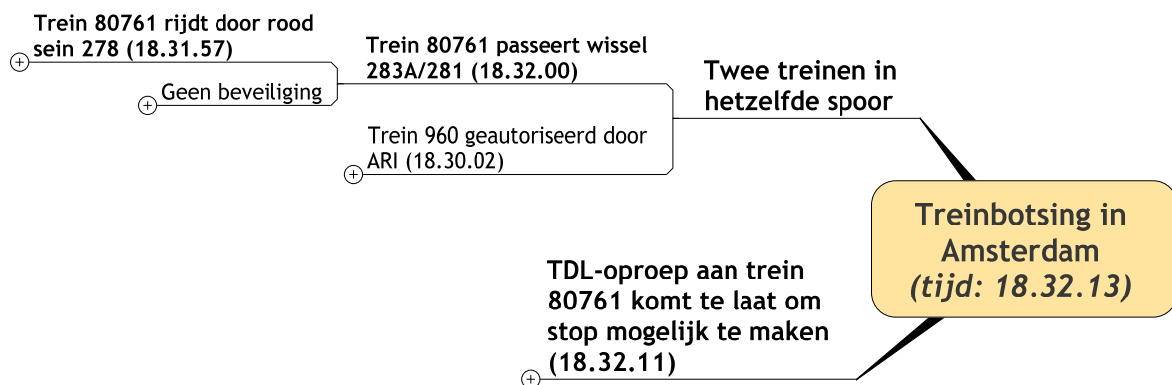 Trein 80761 rijdt door rood
sein 278 (18.31.57)
Geen beveiliging
Trein 80761 passeert wissel
283A/281 (18.32.00)
Trein 960 geautoriseerd door
ARI (18.30.02)
Twee treinen in
hetzelfde spoor
Treinbotsing in
Amsterdam
(tijd: 18.32.13)
TDL-oproep aan trein
80761 komt te laat om
stop mogelijk te maken
(18.32.11)